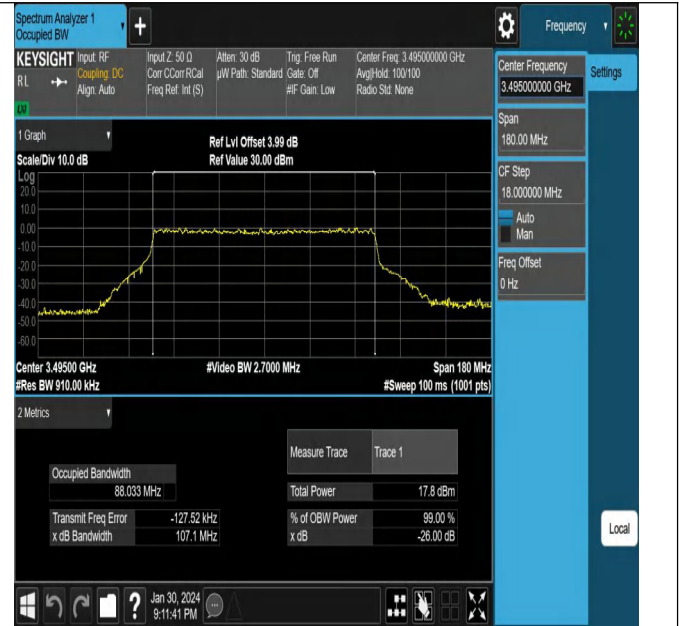 Spectrum Analyzer 1
Occupied BW
+
Frequency
KEYSIGHT
RL
Input: RF
Coupling: DC
Align: Auto
Input Z: 50 Ω
Corr CCorr RCal
Freq Ref: Int (S)
Atten: 30 dB
µW Path: Standard
Trig: Free Run
Gate: Off
#IF Gain: Low
Center Freq: 3.495000000 GHz
Avg|Hold: 100/100
Radio Std: None
Center Frequency
3.495000000 GHz
Settings
Span
180.00 MHz
CF Step
18.000000 MHz
Auto
Man
Freq Offset
0 Hz
Local
1 Graph
Scale/Div 10.0 dB
Ref Lvl Offset 3.99 dB
Ref Value 30.00 dBm
Log
20.0
10.0
0.00
-10.0
-20.0
-30.0
-40.0
-50.0
-60.0
Center 3.49500 GHz
#Res BW 910.00 kHz
#Video BW 2.7000 MHz
Span 180 MHz
#Sweep 100 ms (1001 pts)
2 Metrics
Measure Trace
Trace 1
Occupied Bandwidth
88.033 MHz
Total Power
17.8 dBm
Transmit Freq Error
-127.52 kHz
% of OBW Power
99.00 %
x dB Bandwidth
107.1 MHz
x dB
-26.00 dB
?
Jan 30, 2024
9:11:41 PM